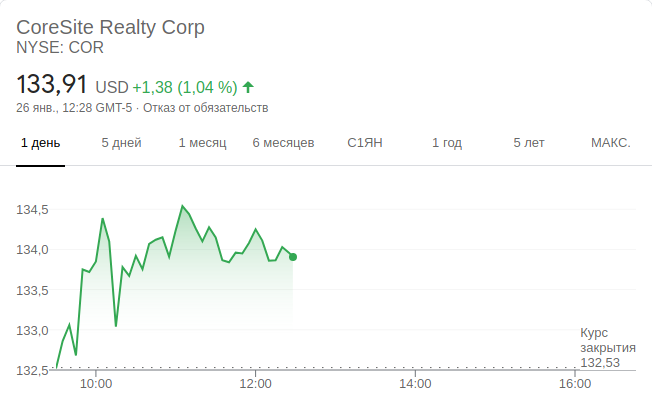 CoreSite Realty Corp
NYSE: COR
133,91 USD +1,38 (1,04 %)
26 янв., 12:28 GMT-5 · Отказ от обязательств
1 день 5 дней 1 месяц 6 месяцев С1ЯН 1 год 5 лет МАКС.
134,5
134,0
133,5
133,0
Курс
закрытия
132,53
132,5
10:00 12:00 14:00 16:00